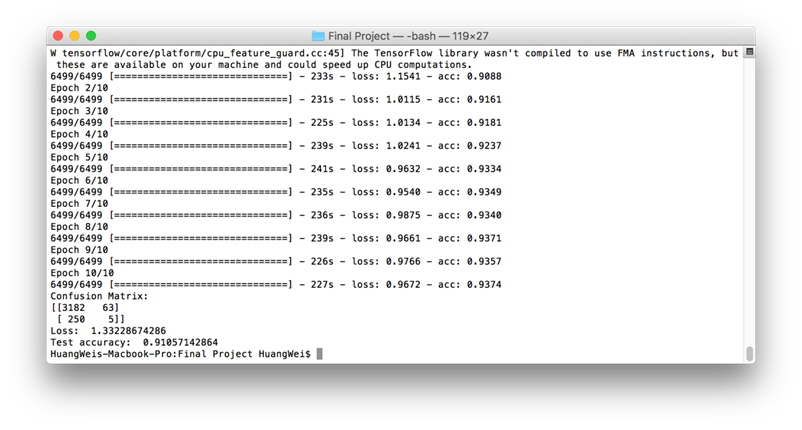 Final Project — -bash — 119×27
W tensorflow/core/platform/cpu_feature_guard.cc:45] The TensorFlow library wasn't compiled to use FMA instructions, but
these are available on your machine and could speed up CPU computations.
6499/6499 [==============================] - 233s - loss: 1.1541 - acc: 0.9088
Epoch 2/10
6499/6499 [==============================] - 231s - loss: 1.0115 - acc: 0.9161
Epoch 3/10
6499/6499 [==============================] - 225s - loss: 1.0134 - acc: 0.9181
Epoch 4/10
6499/6499 [==============================] - 239s - loss: 1.0241 - acc: 0.9237
Epoch 5/10
6499/6499 [==============================] - 241s - loss: 0.9632 - acc: 0.9334
Epoch 6/10
6499/6499 [==============================] - 235s - loss: 0.9540 - acc: 0.9349
Epoch 7/10
6499/6499 [==============================] - 236s - loss: 0.9875 - acc: 0.9340
Epoch 8/10
6499/6499 [==============================] - 239s - loss: 0.9661 - acc: 0.9371
Epoch 9/10
6499/6499 [==============================] - 226s - loss: 0.9766 - acc: 0.9357
Epoch 10/10
6499/6499 [==============================] - 227s - loss: 0.9672 - acc: 0.9374
Confusion Matrix:
[[3182   63]
 [ 250    5]]
Loss:  1.33228674286
Test accuracy:  0.91057142864
HuangWeis-Macbook-Pro:Final Project HuangWei$